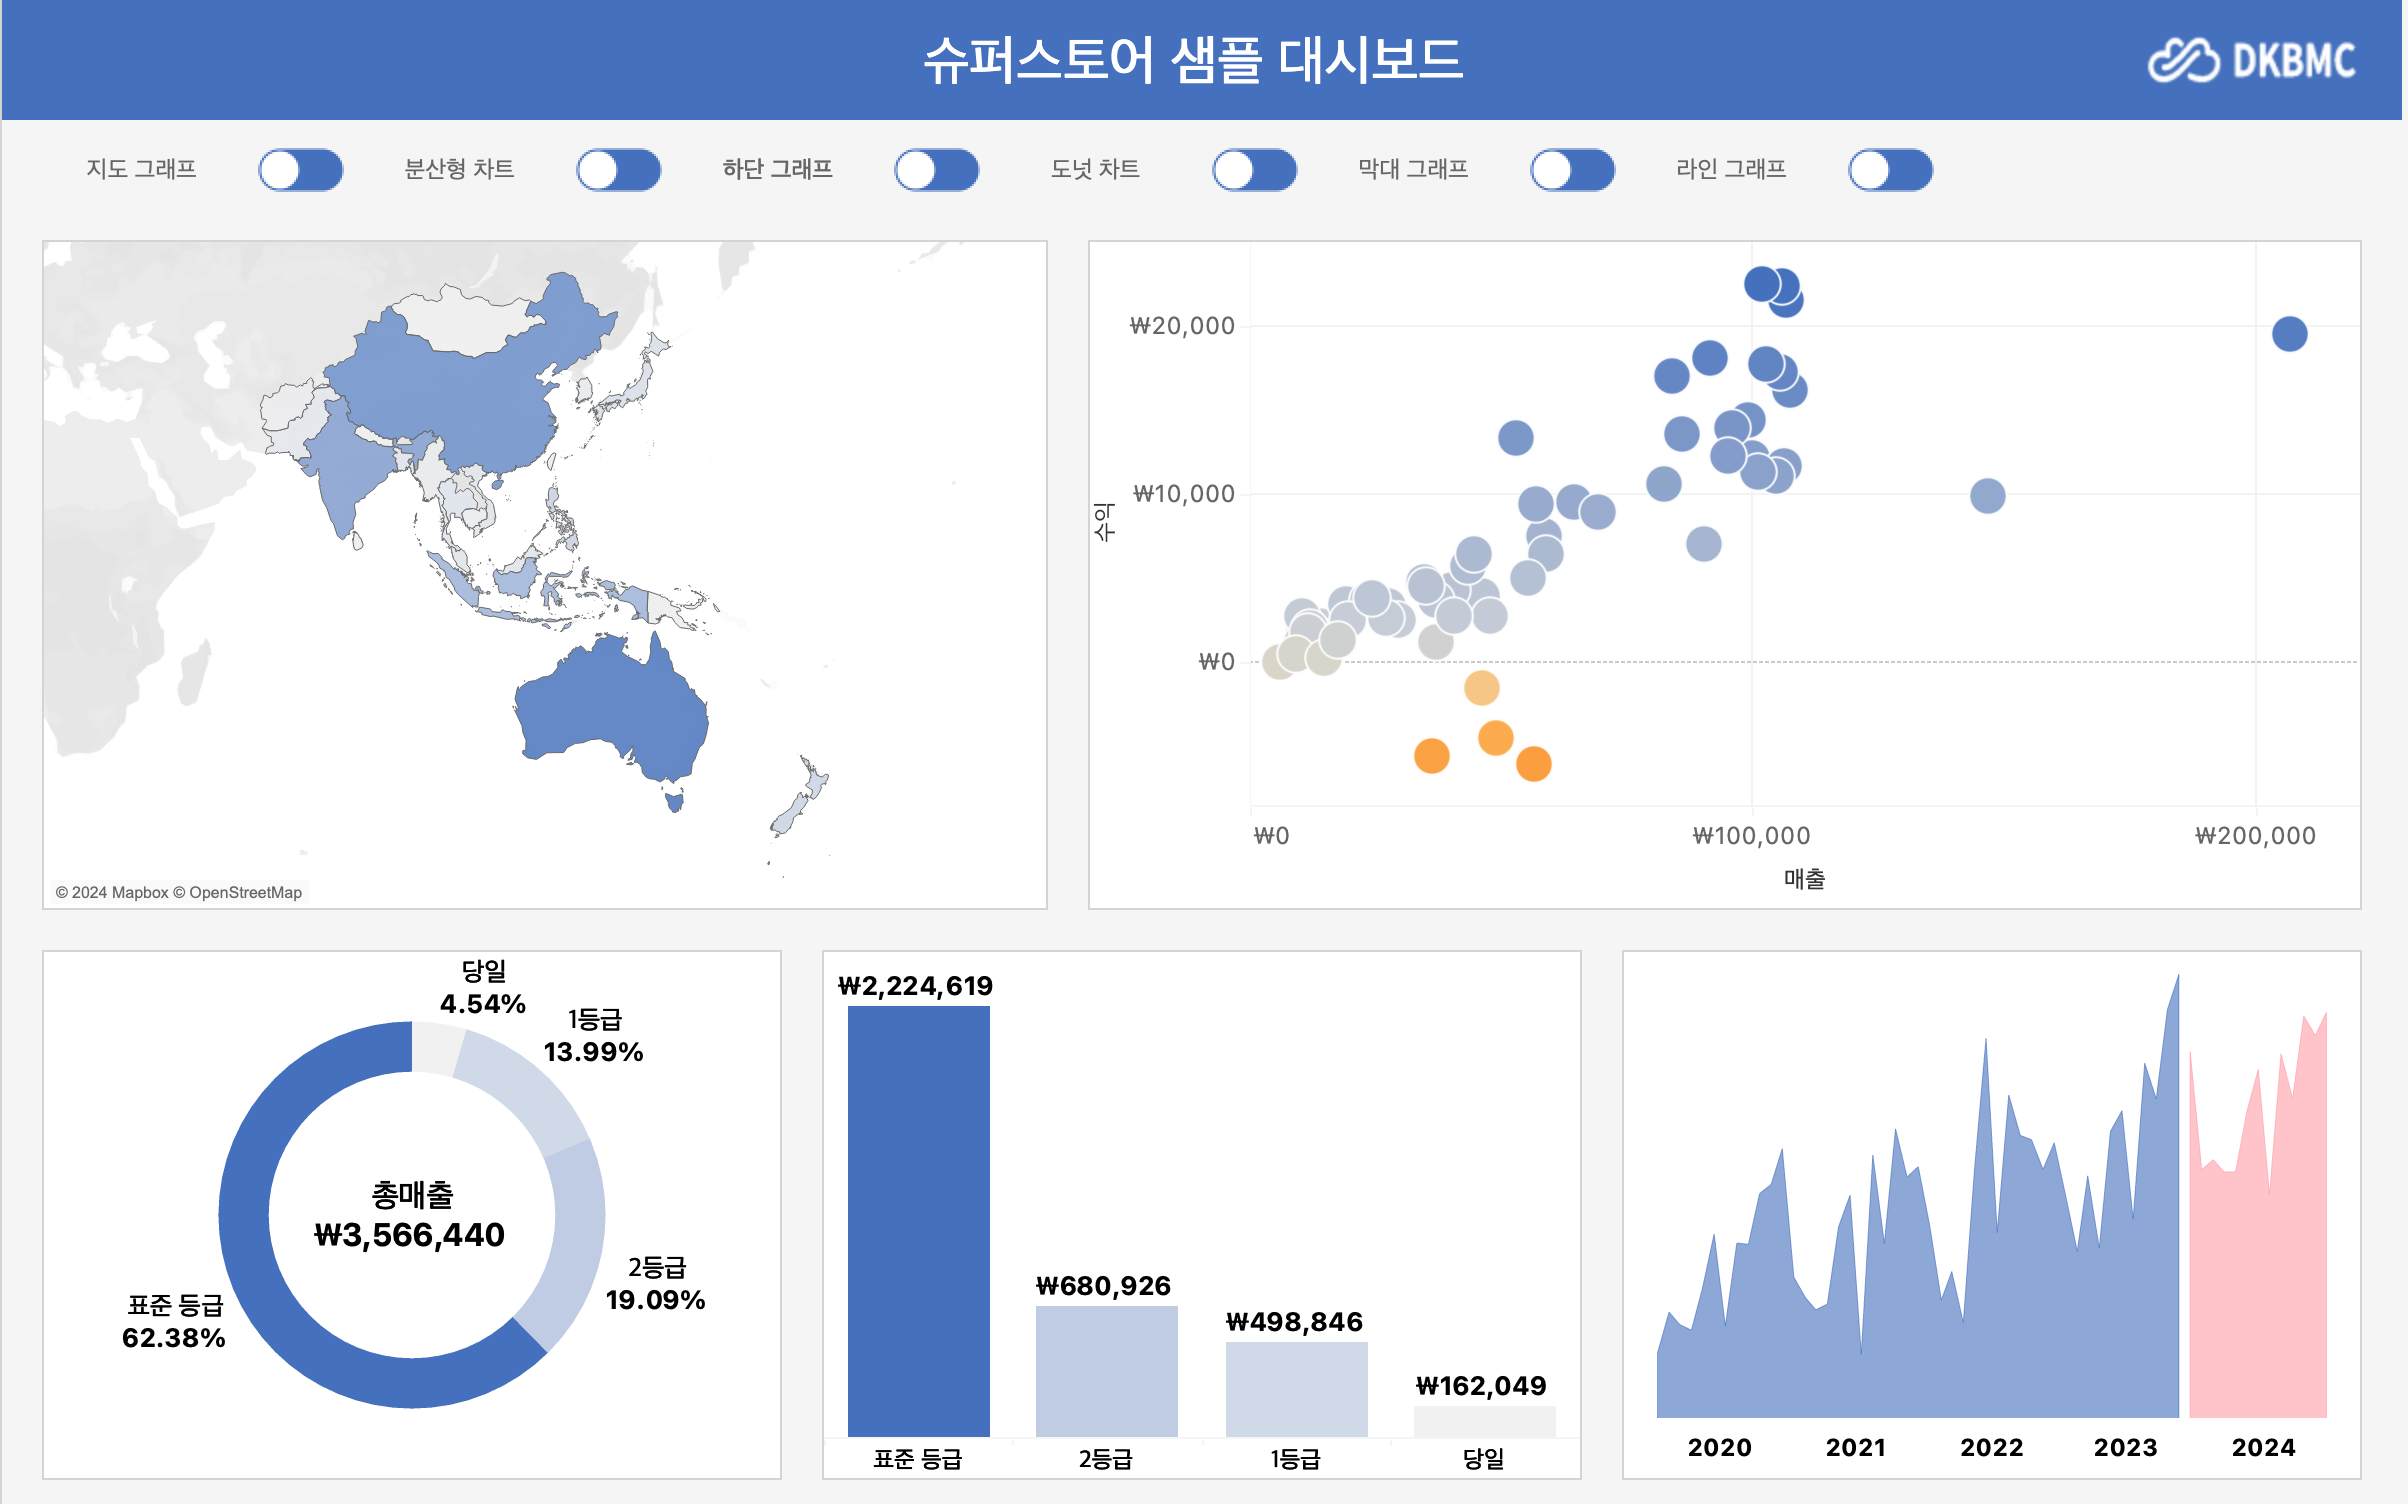 슈퍼스토어 샘플 대시보드
DKBMC
지도 그래프
분산형 차트
하단 그래프
도넛 차트
막대 그래프
라인 그래프
© 2024 Mapbox © OpenStreetMap
수익
₩20,000
₩10,000
₩0
₩0
₩100,000
₩200,000
매출
당일
4.54%
1등급
13.99%
2등급
19.09%
표준 등급
62.38%
총매출
₩3,566,440
₩2,224,619
₩680,926
₩498,846
₩162,049
표준 등급
2등급
1등급
당일
2020
2021
2022
2023
2024